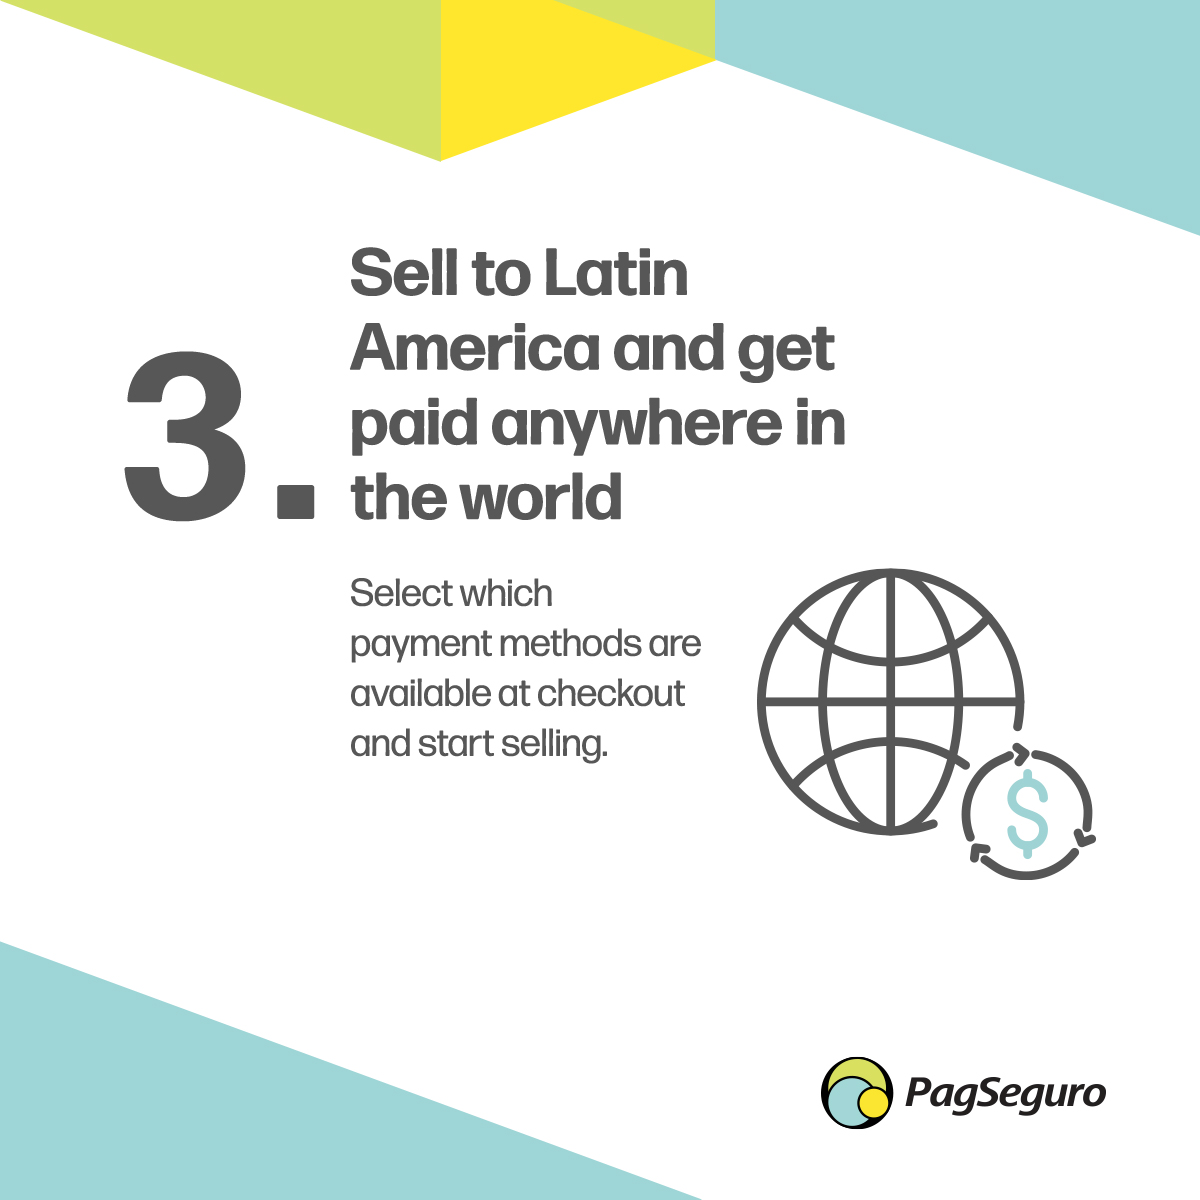 3.
Sell to Latin
America and get
paid anywhere in
the world
Select which
payment methods are
available at checkout
and start selling.
$
PagSeguro